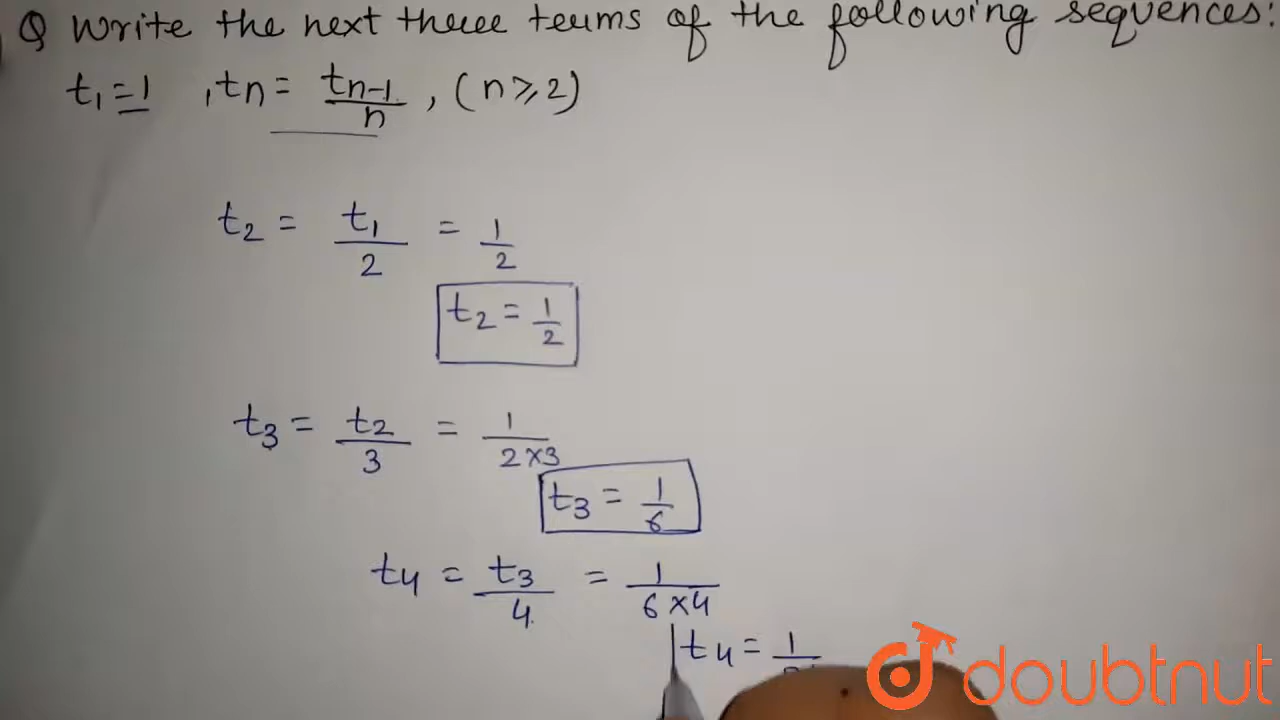 Q Write the next three terms of the following sequences:
t₁=1 , tn = tn-1/n , (n ≥ 2)
t₂ = t₁/2 = 1/2
t₂ = 1/2
t₃ = t₂/3 = 1/2×3
t₃ = 1/6
t₄ = t₃/4 = 1/6×4
t₄ = 1/
doubtnut